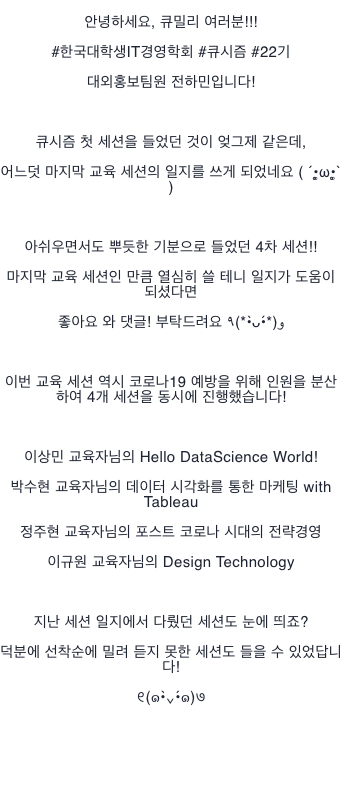 안녕하세요, 큐밀리 여러분!!!
#한국대학생IT경영학회 #큐시즘 #22기
대외홍보팀원 전하민입니다!
큐시즘 첫 세션을 들었던 것이 엊그제 같은데,
어느덧 마지막 교육 세션의 일지를 쓰게 되었네요 ( ´•̥̥̥ω•̥̥̥`
)
아쉬우면서도 뿌듯한 기분으로 들었던 4차 세션!!
마지막 교육 세션인 만큼 열심히 쓸 테니 일지가 도움이
되셨다면
좋아요 와 댓글! 부탁드려요 ٩(*•̀ᴗ•́*)و
이번 교육 세션 역시 코로나19 예방을 위해 인원을 분산
하여 4개 세션을 동시에 진행했습니다!
이상민 교육자님의 Hello DataScience World!
박수현 교육자님의 데이터 시각화를 통한 마케팅 with
Tableau
정주현 교육자님의 포스트 코로나 시대의 전략경영
이규원 교육자님의 Design Technology
지난 세션 일지에서 다뤘던 세션도 눈에 띄죠?
덕분에 선착순에 밀려 듣지 못한 세션도 들을 수 있었답니
다!
୧(๑•̀ᵥ•́๑)૭